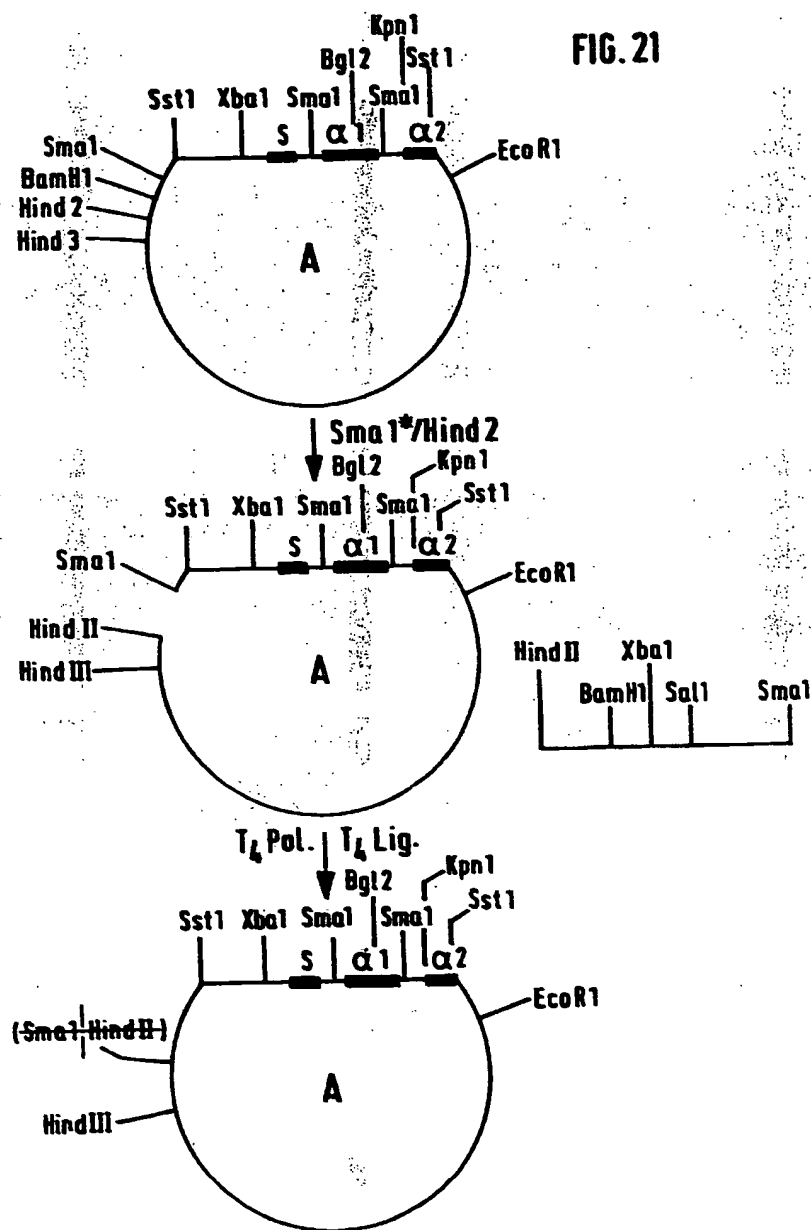 FIG. 21
Kpn1
Bgl2 Sst1
Sst1 Xba1 Sma1 Sma1
S α1 α2
Sma1
BamH1
Hind 2
Hind 3
EcoR1
A
Sma1*/Hind 2
Bgl2 Kpn1
Sst1 Xba1 Sma1 Sma1 Sst1
S α1 α2
Sma1
EcoR1
Hind II
Hind III
A
Hind II Xba1
BamH1 Sal1 Sma1
T4 Pol. T4 Lig.
Bgl2 Kpn1
Sst1 Xba1 Sma1 Sma1 Sst1
S α1 α2
EcoR1
(Sma1 Hind II)
Hind III
A